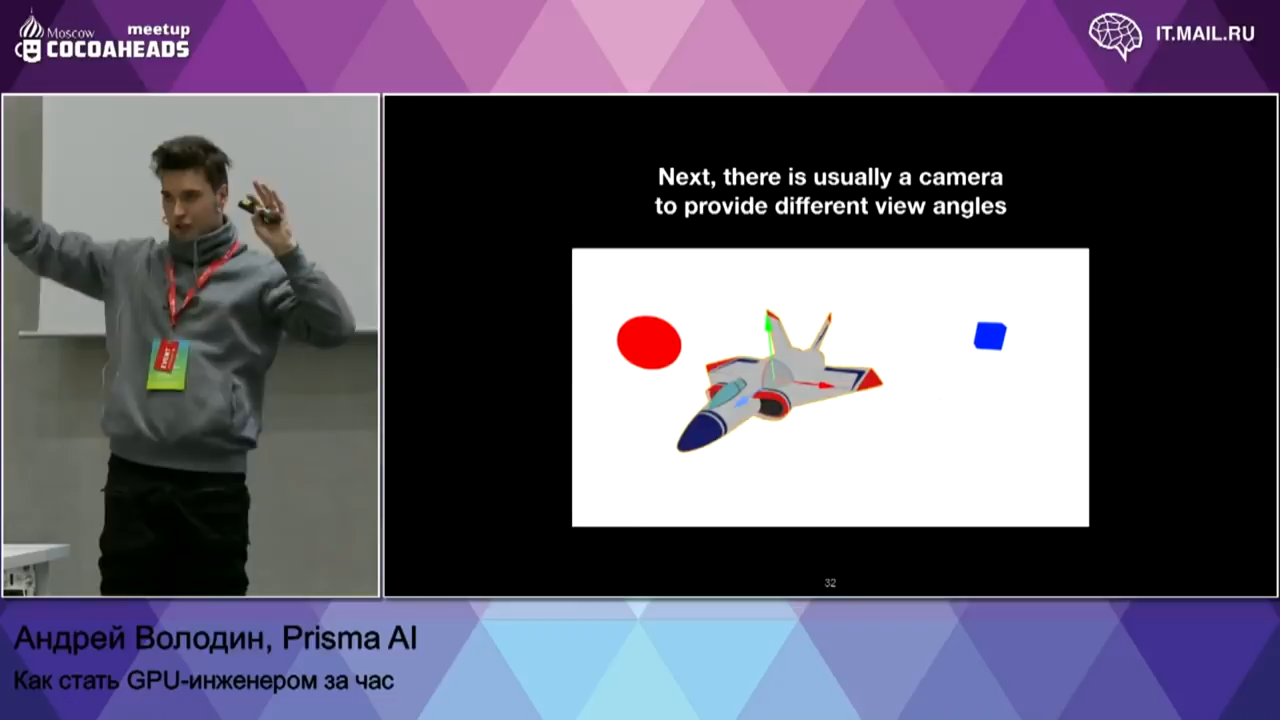 Moscow meetup
COCOAHEADS
IT.MAIL.RU
Next, there is usually a camera
to provide different view angles
EVENT
32
Андрей Володин, Prisma AI
Как стать GPU-инженером за час